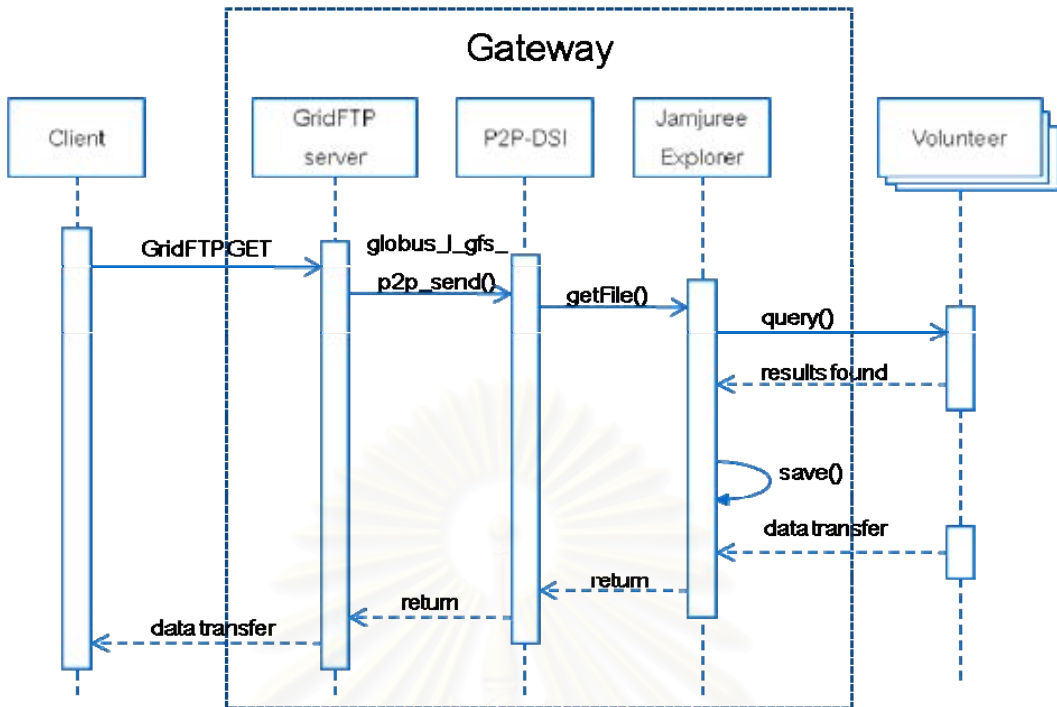 Gateway
Client
GridFTP
server
P2P-DSI
Jamjuree
Explorer
Volunteer
GridFTP GET
globus_l_gfs_
p2p_send()
getFile()
query()
results found
save()
data transfer
return
return
data transfer